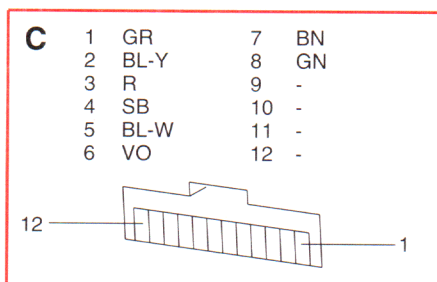 C 1 GR 7 BN
2 BL-Y 8 GN
3 R 9 -
4 SB 10 -
5 BL-W 11 -
6 VO 12 -
12 1